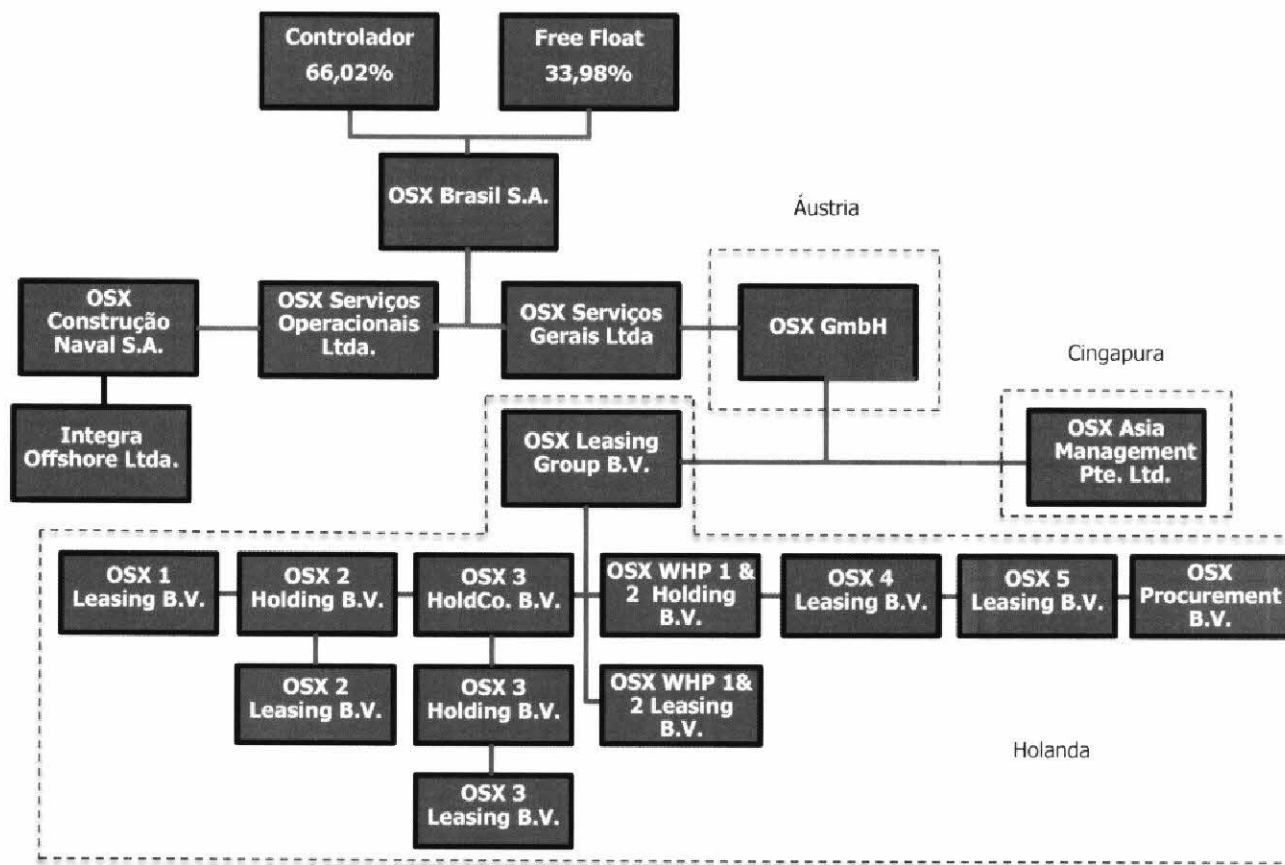 Controlador
66,02%
Free Float
33,98%
OSX Brasil S.A.
Áustria
OSX
Construção
Naval S.A.
OSX Serviços
Operacionais
Ltda.
OSX Serviços
Gerais Ltda
OSX GmbH
Cingapura
Integra
Offshore Ltda.
OSX Leasing
Group B.V.
OSX Asia
Management
Pte. Ltd.
OSX 1
Leasing B.V.
OSX 2
Holding B.V.
OSX 3
HoldCo. B.V.
OSX WHP 1 &
2 Holding
B.V.
OSX 4
Leasing B.V.
OSX 5
Leasing B.V.
OSX
Procurement
B.V.
OSX 2
Leasing B.V.
OSX 3
Holding B.V.
OSX WHP 1&
2 Leasing
B.V.
Holanda
OSX 3
Leasing B.V.